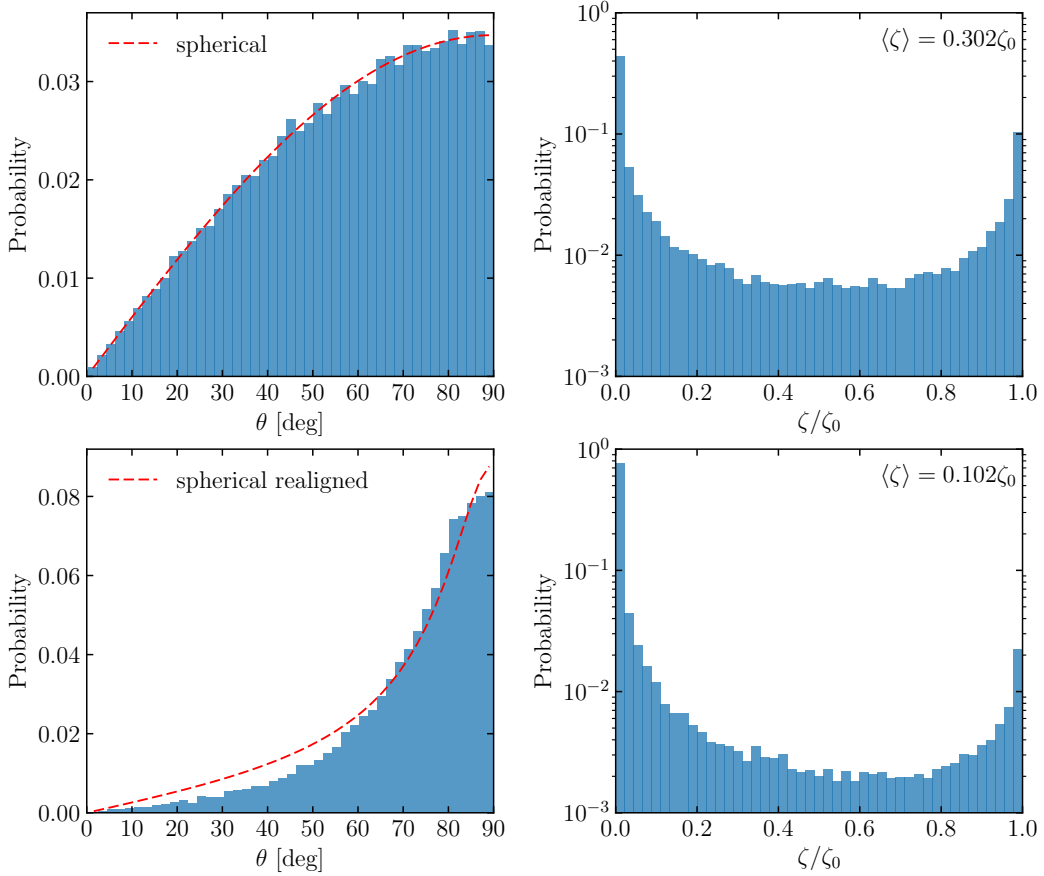 spherical
Probability
0.03
0.02
0.01
0.00
0 10 20 30 40 50 60 70 80 90
θ [deg]
⟨ζ⟩ = 0.302ζ₀
Probability
10⁰
10⁻¹
10⁻²
10⁻³
0.0 0.2 0.4 0.6 0.8 1.0
ζ/ζ₀
spherical realigned
Probability
0.08
0.06
0.04
0.02
0.00
0 10 20 30 40 50 60 70 80 90
θ [deg]
⟨ζ⟩ = 0.102ζ₀
Probability
10⁰
10⁻¹
10⁻²
10⁻³
0.0 0.2 0.4 0.6 0.8 1.0
ζ/ζ₀